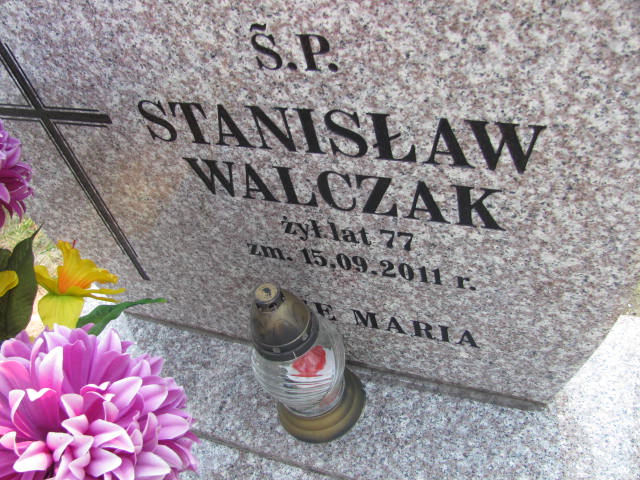 Ś.P.
STANISŁAW
WALCZAK
żył lat 77
zm. 15.09.2011 r.
MARIA